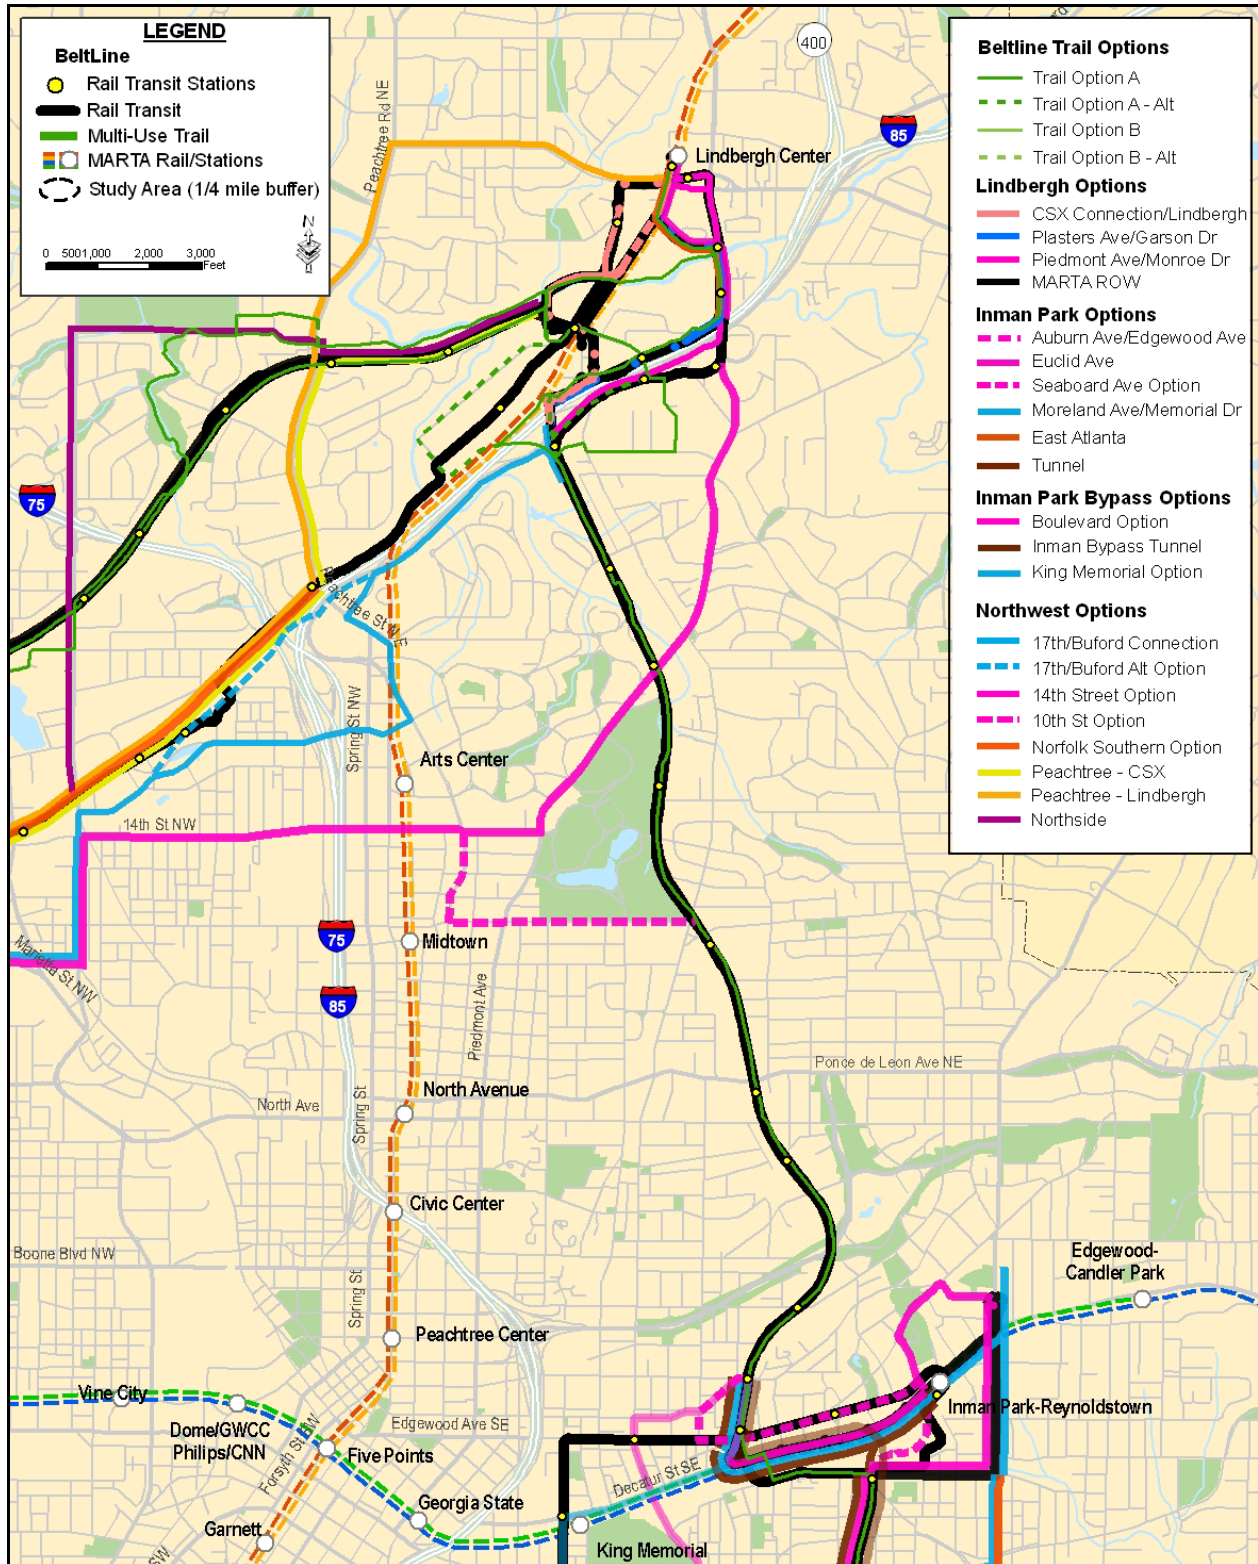 LEGEND
BeltLine
Rail Transit Stations
Rail Transit
Multi-Use Trail
MARTA Rail/Stations
Study Area (1/4 mile buffer)
N
0 500 1,000 2,000 3,000
Feet
Beltline Trail Options
Trail Option A
Trail Option A - Alt
Trail Option B
Trail Option B - Alt
Lindbergh Options
CSX Connection/Lindbergh
Plasters Ave/Garson Dr
Piedmont Ave/Monroe Dr
MARTA ROW
Inman Park Options
Auburn Ave/Edgewood Ave
Euclid Ave
Seaboard Ave Option
Moreland Ave/Memorial Dr
East Atlanta
Tunnel
Inman Park Bypass Options
Boulevard Option
Inman Bypass Tunnel
King Memorial Option
Northwest Options
17th/Buford Connection
17th/Buford Alt Option
14th Street Option
10th St Option
Norfolk Southern Option
Peachtree - CSX
Peachtree - Lindbergh
Northside
400
85
Peachtree Rd NE
Lindbergh Center
75
Peachtree St NE
Spring St NW
Arts Center
14th St NW
75
Midtown
Marietta St NW
85
Piedmont Ave
Ponce de Leon Ave NE
North Avenue
North Ave
Spring St
Civic Center
Boone Blvd NW
Edgewood-
Candler Park
Spring St
Peachtree Center
Vine City
Dome/GWCC
Philips/CNN
Edgewood Ave SE
Inman Park-Reynoldstown
Forsyth St NW
Five Points
Decatur St SE
Georgia State
Garnett
King Memorial
SW